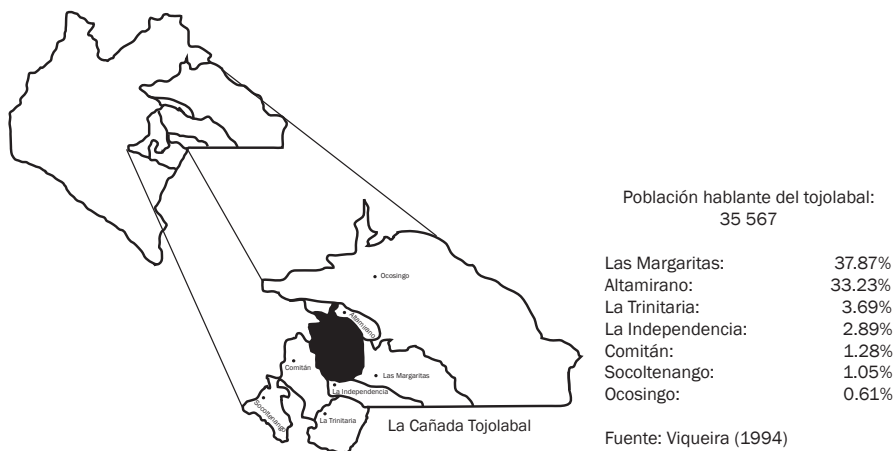 Ocosingo
Altamirano
Comitán
Las Margaritas
La Independencia
Socoltenango
La Trinitaria
La Cañada Tojolabal
Población hablante del tojolabal:
35 567
Las Margaritas: 37.87%
Altamirano: 33.23%
La Trinitaria: 3.69%
La Independencia: 2.89%
Comitán: 1.28%
Socoltenango: 1.05%
Ocosingo: 0.61%
Fuente: Viqueira (1994)